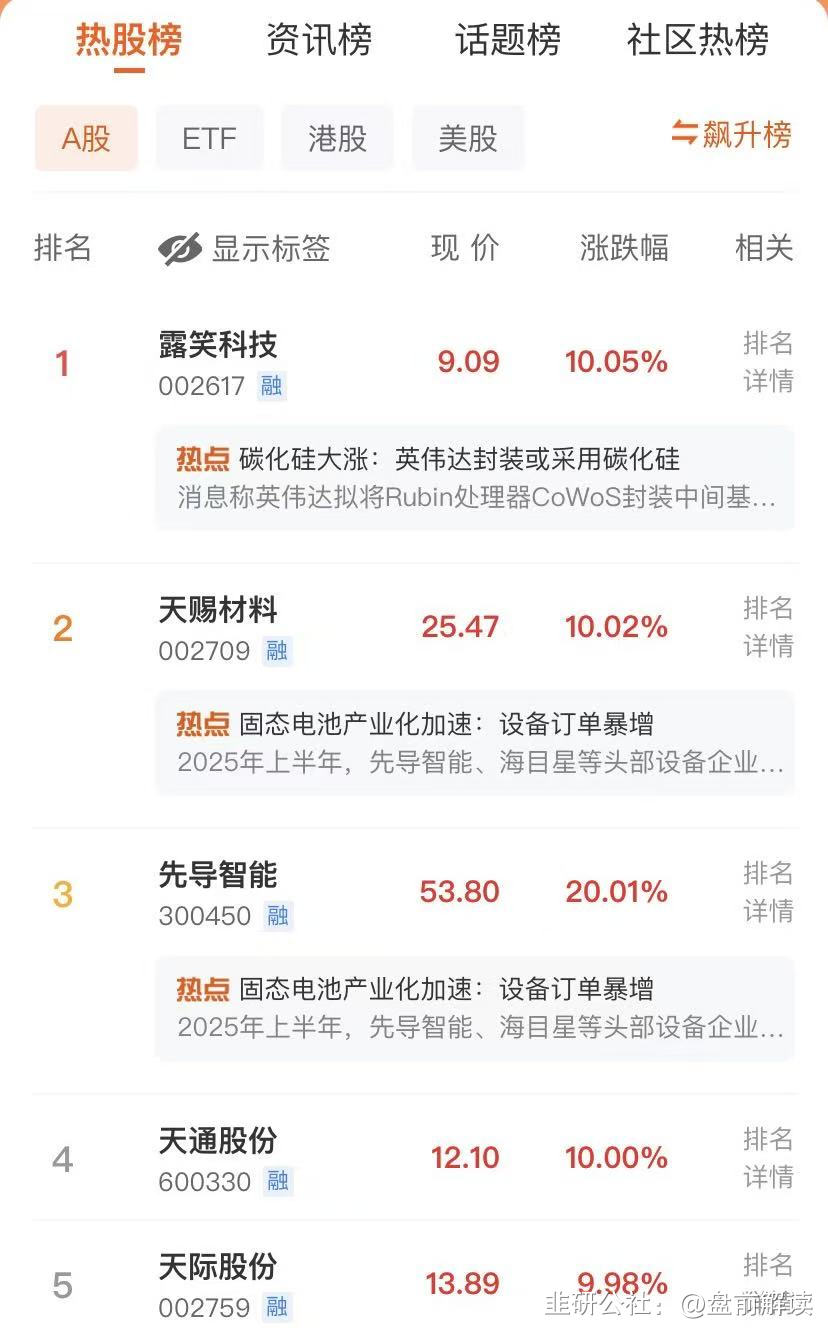 热股榜 资讯榜 话题榜 社区热榜
A股 ETF 港股 美股 飙升榜
排名 显示标签 现价 涨跌幅 相关
1 露笑科技 9.09 10.05% 排名
002617 融 详情
热点 碳化硅大涨：英伟达封装或采用碳化硅
消息称英伟达拟将Rubin处理器CoWoS封装中间基...
2 天赐材料 25.47 10.02% 排名
002709 融 详情
热点 固态电池产业化加速：设备订单暴增
2025年上半年，先导智能、海目星等头部设备企业...
3 先导智能 53.80 20.01% 排名
300450 融 详情
热点 固态电池产业化加速：设备订单暴增
2025年上半年，先导智能、海目星等头部设备企业...
4 天通股份 12.10 10.00% 排名
600330 融 详情
5 天际股份 13.89 9.98% 排名
002759 融 详情
韭研公社：@盘前解读